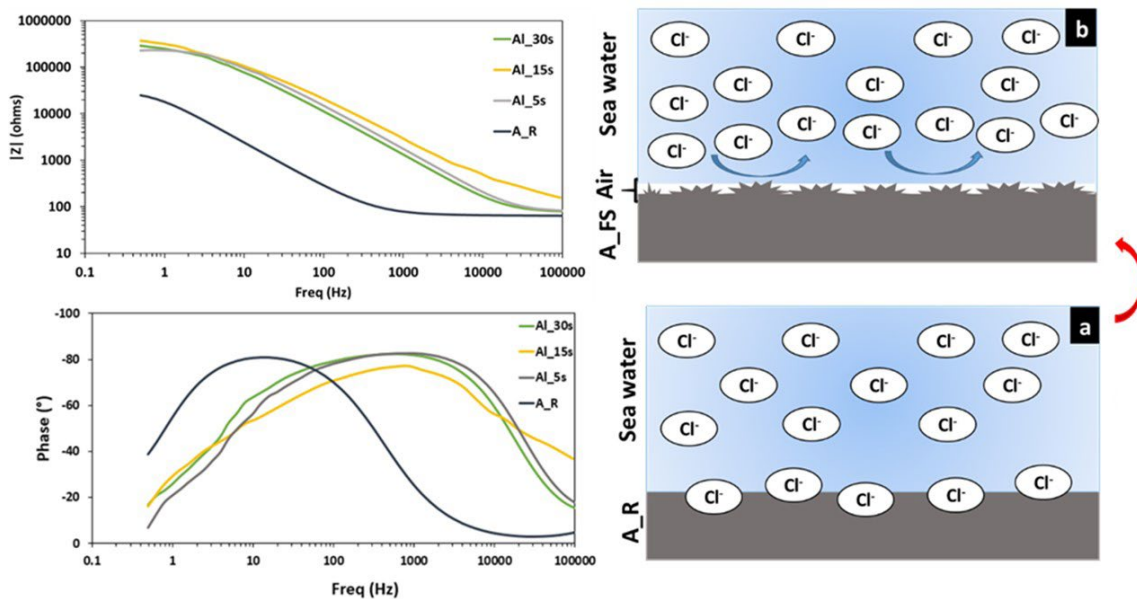 1000000
100000
10000
1000
100
10
|Z| (ohms)
0.1 1 10 100 1000 10000 100000
Freq (Hz)
Al_30s
Al_15s
Al_5s
A_R
-100
-80
-60
-40
-20
0
Phase (°)
0.1 1 10 100 1000 10000 100000
Freq (Hz)
Al_30s
Al_15s
Al_5s
A_R
b
Sea water
Air
A_FS
Cl- Cl- Cl- Cl-
Cl- Cl- Cl-
Cl- Cl- Cl- Cl-
Cl- Cl- Cl- Cl-
a
Sea water
A_R
Cl- Cl- Cl- Cl-
Cl- Cl- Cl-
Cl- Cl- Cl-
Cl- Cl- Cl- Cl- Cl-